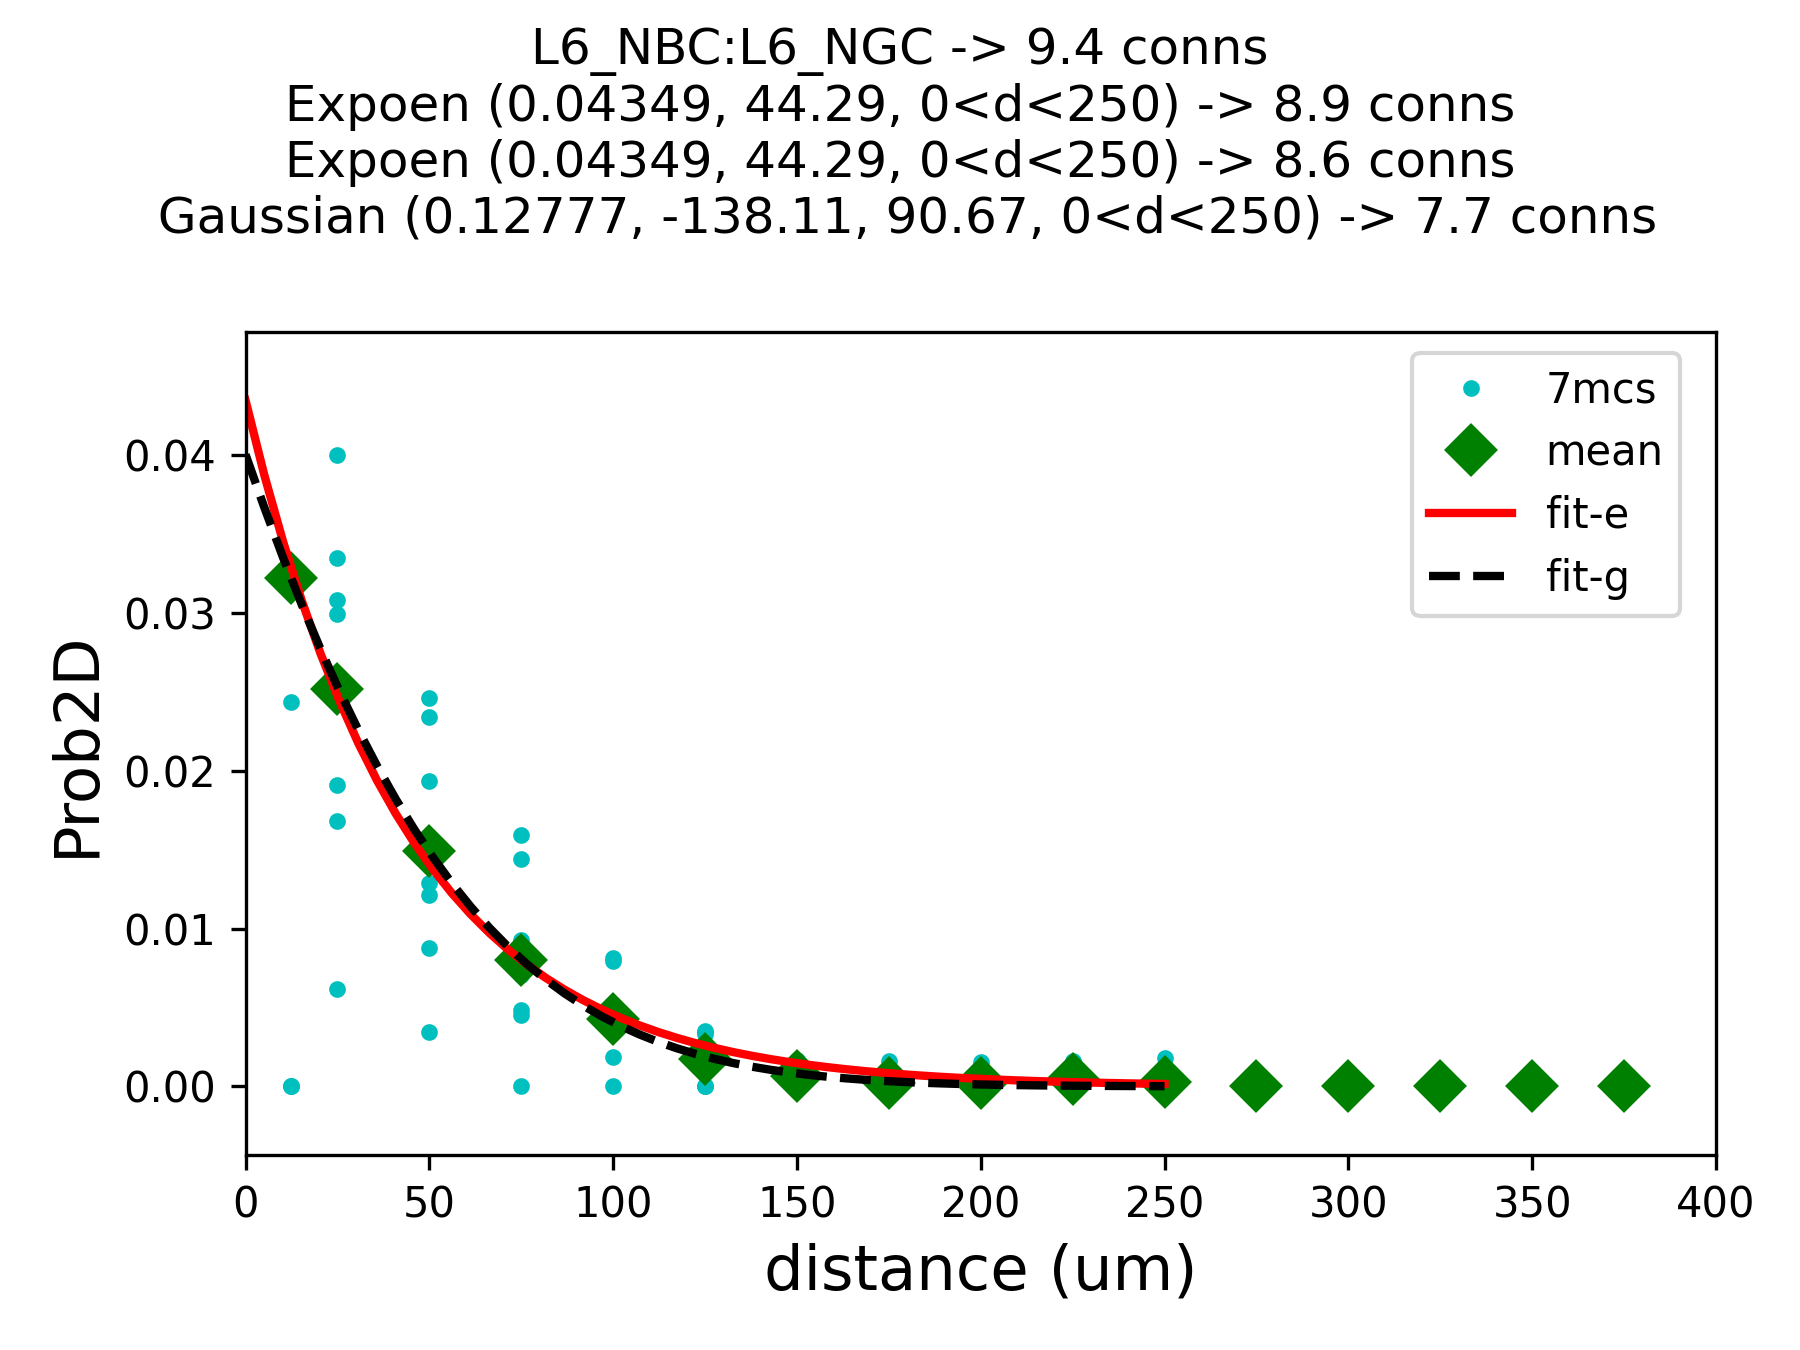 L6_NBC:L6_NGC -> 9.4 conns
Expoen (0.04349, 44.29, 0<d<250) -> 8.9 conns
Expoen (0.04349, 44.29, 0<d<250) -> 8.6 conns
Gaussian (0.12777, -138.11, 90.67, 0<d<250) -> 7.7 conns
7mcs
mean
fit-e
fit-g
Prob2D
0.04
0.03
0.02
0.01
0.00
0 50 100 150 200 250 300 350 400
distance (um)